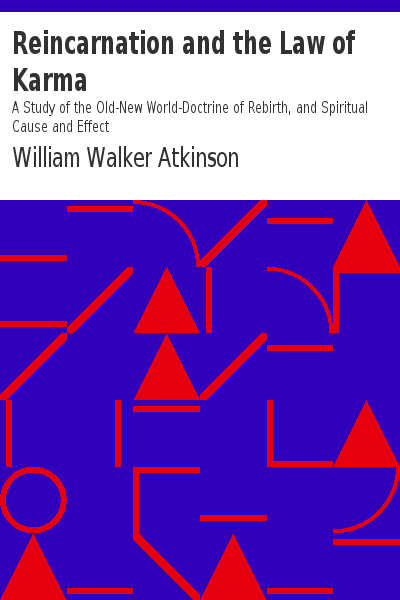 Reincarnation and the Law of
Karma
A Study of the Old-New World-Doctrine of Rebirth, and Spiritual
Cause and Effect
William Walker Atkinson